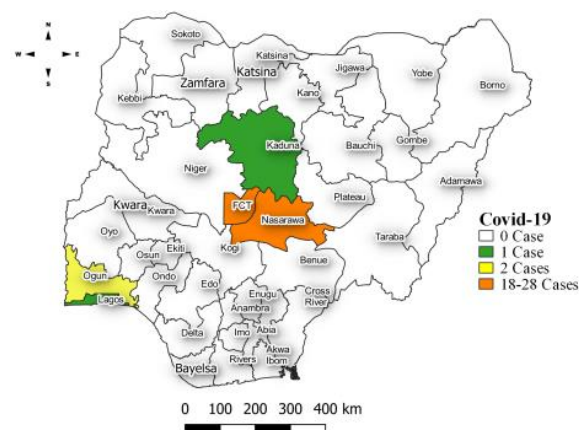 N
W E
S
Sokoto
Katsina
Katsina
Jigawa
Yobe
Borno
Zamfara
Kano
Kebbi
Kaduna
Bauchi
Gombe
Adamawa
Niger
FCT
Plateau
Nasarawa
Taraba
Kwara
Kwara
Oyo
Ekiti
Kogi
Benue
Osun
Ogun
Ondo
Edo
Lagos
Enugu
Cross
River
Anambra
Delta
Imo
Abia
Akwa
Ibom
Rivers
Bayelsa
Covid-19
0 Case
1 Case
2 Cases
18-28 Cases
0 100 200 300 400 km